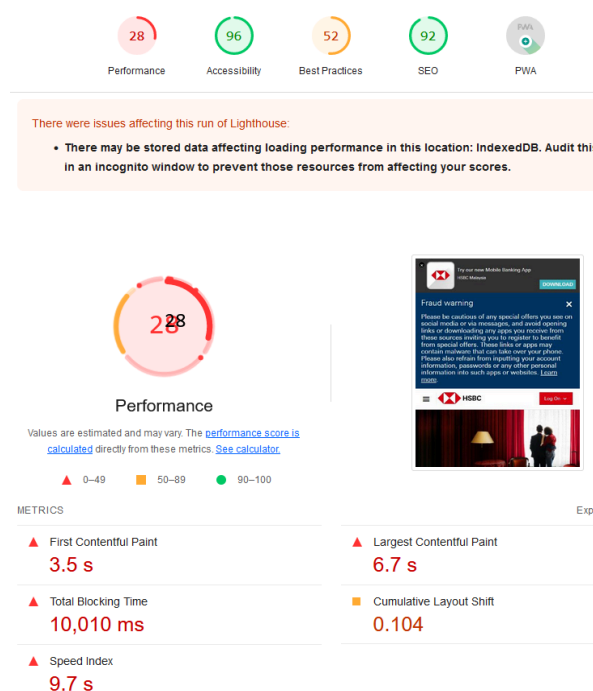 28
96
52
92
PWA
Performance
Accessibility
Best Practices
SEO
PWA
There were issues affecting this run of Lighthouse:
• There may be stored data affecting loading performance in this location: IndexedDB. Audit thi
in an incognito window to prevent those resources from affecting your scores.
28
28
Performance
Values are estimated and may vary. The performance score is
calculated directly from these metrics. See calculator.
0–49
50–89
90–100
Try our new Mobile Banking App
HSBC Malaysia
DOWNLOAD
Fraud warning
Please be cautious of any special offers you see on
social media or via messages, and avoid opening
links or downloading any apps you receive from
these sources inviting you to register to benefit
from special offers. These links or apps may
contain malware that can take over your phone.
Please also refrain from inputting your account
information, passwords or any other personal
information into such apps or websites. Learn
more.
HSBC
Log On
METRICS
Exp
First Contentful Paint
3.5 s
Largest Contentful Paint
6.7 s
Total Blocking Time
10,010 ms
Cumulative Layout Shift
0.104
Speed Index
9.7 s